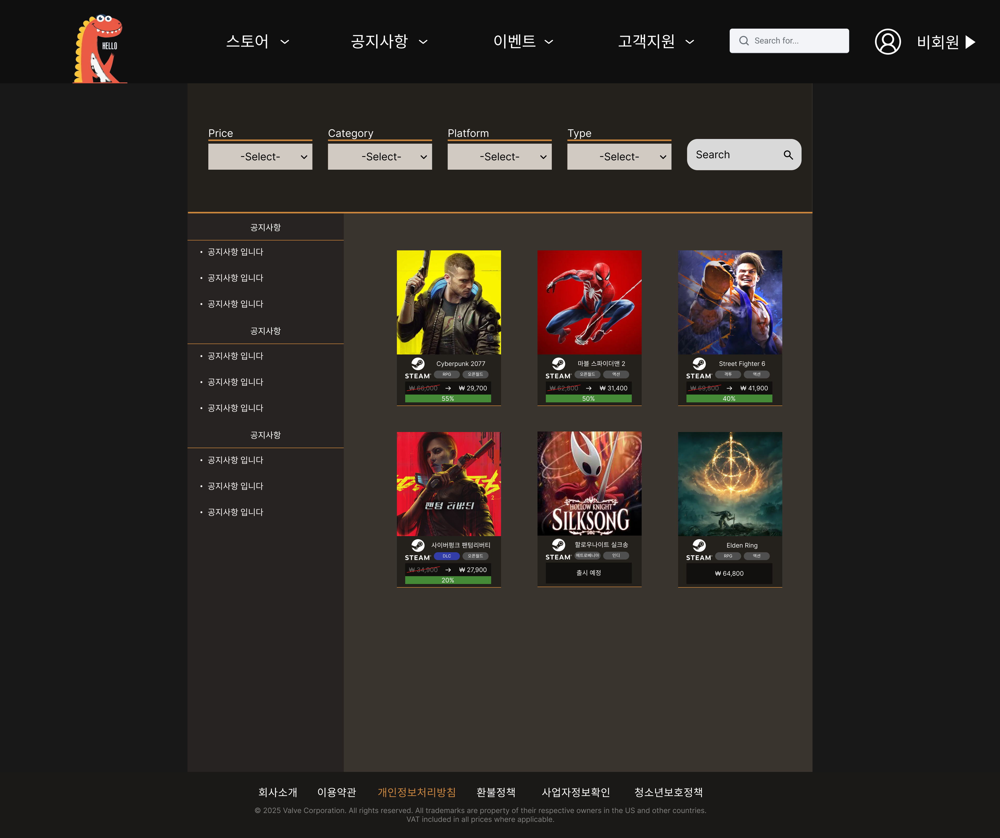 HELLO
스토어 공지사항 이벤트 고객지원 Search for... 비회원
Price Category Platform Type
-Select- -Select- -Select- -Select- Search
공지사항
• 공지사항 입니다
• 공지사항 입니다
• 공지사항 입니다
공지사항
• 공지사항 입니다
• 공지사항 입니다
• 공지사항 입니다
공지사항
• 공지사항 입니다
• 공지사항 입니다
• 공지사항 입니다
STEAM
Cyberpunk 2077
RPG 오픈월드
₩ 66,000 → ₩ 29,700
55%
STEAM
마블 스파이더맨 2
오픈월드 액션
₩ 62,800 → ₩ 31,400
50%
STEAM
Street Fighter 6
격투 액션
₩ 69,800 → ₩ 41,900
40%
팬텀 리버티
STEAM
사이버펑크 팬텀리버티
DLC 오픈월드
₩ 34,900 → ₩ 27,900
20%
HOLLOW KNIGHT
SILKSONG
STEAM
할로우나이트 실크송
메트로베니아 인디
출시 예정
STEAM
Elden Ring
RPG 액션
₩ 64,800
회사소개 이용약관 개인정보처리방침 환불정책 사업자정보확인 청소년보호정책
© 2025 Valve Corporation. All rights reserved. All trademarks are property of their respective owners in the US and other countries.
VAT included in all prices where applicable.